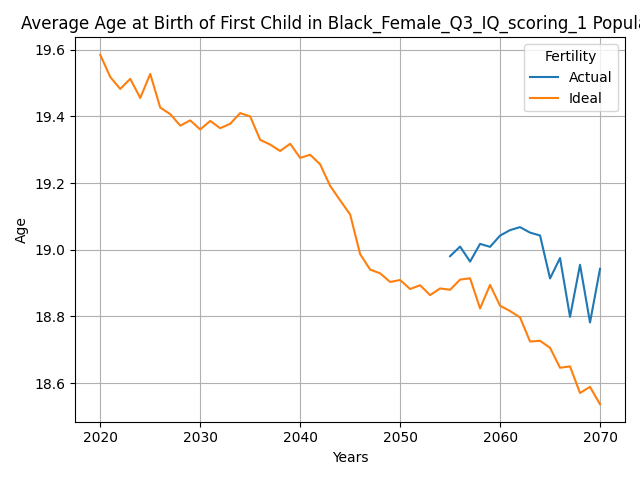 Average Age at Birth of First Child in Black_Female_Q3_IQ_scoring_1 Popula
Fertility
Actual
Ideal
19.6
19.4
19.2
19.0
18.8
18.6
Age
2020 2030 2040 2050 2060 2070
Years